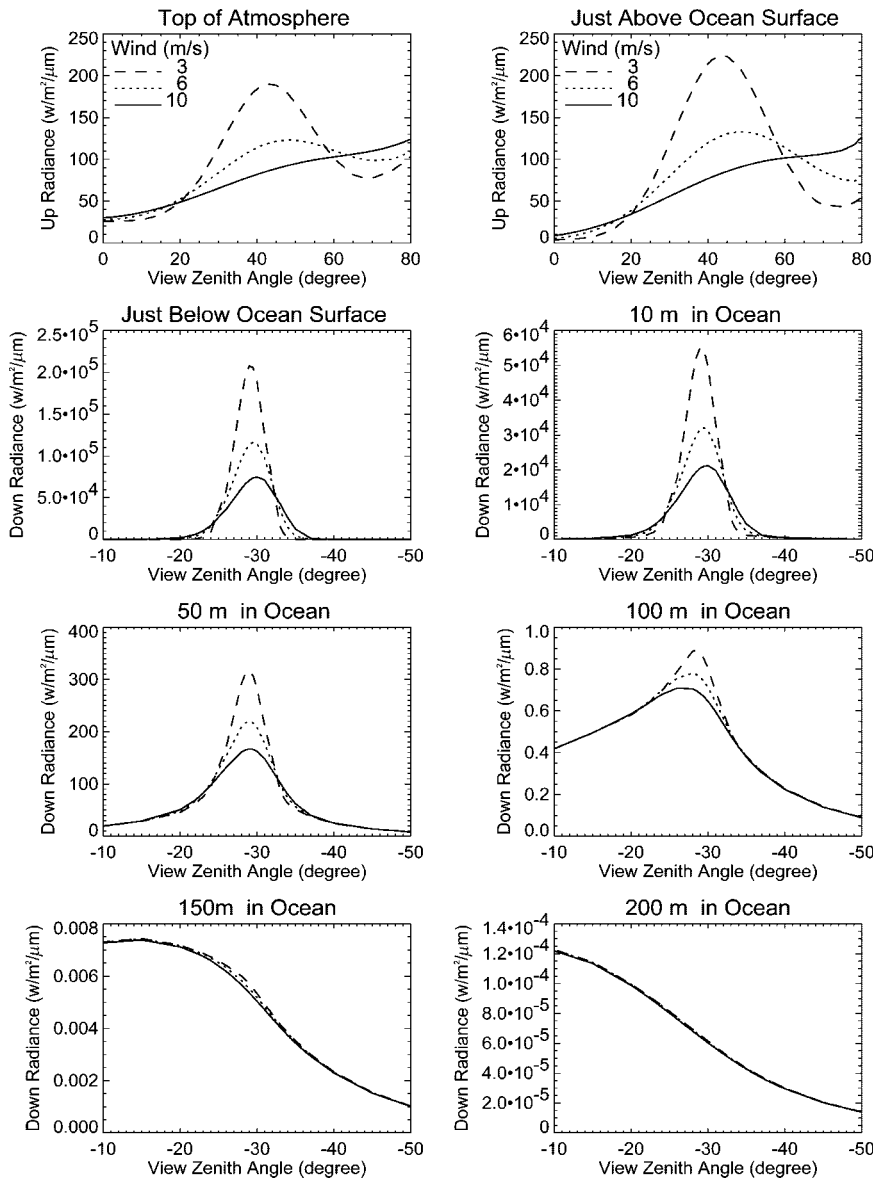 Top of Atmosphere
Up Radiance (w/m²/μm)
250
200
150
100
50
0
Wind (m/s)
3
6
10
0 20 40 60 80
View Zenith Angle (degree)
Just Above Ocean Surface
Up Radiance (w/m²/μm)
250
200
150
100
50
0
Wind (m/s)
3
6
10
0 20 40 60 80
View Zenith Angle (degree)
Just Below Ocean Surface
Down Radiance (w/m²/μm)
2.5•10⁵
2.0•10⁵
1.5•10⁵
1.0•10⁵
5.0•10⁴
0
-10 -20 -30 -40 -50
View Zenith Angle (degree)
10 m in Ocean
Down Radiance (w/m²/μm)
6•10⁴
5•10⁴
4•10⁴
3•10⁴
2•10⁴
1•10⁴
0
-10 -20 -30 -40 -50
View Zenith Angle (degree)
50 m in Ocean
Down Radiance (w/m²/μm)
400
300
200
100
0
-10 -20 -30 -40 -50
View Zenith Angle (degree)
100 m in Ocean
Down Radiance (w/m²/μm)
1.0
0.8
0.6
0.4
0.2
0.0
-10 -20 -30 -40 -50
View Zenith Angle (degree)
150m in Ocean
Down Radiance (w/m²/μm)
0.008
0.006
0.004
0.002
0.000
-10 -20 -30 -40 -50
View Zenith Angle (degree)
200 m in Ocean
Down Radiance (w/m²/μm)
1.4•10⁻⁴
1.2•10⁻⁴
1.0•10⁻⁴
8.0•10⁻⁵
6.0•10⁻⁵
4.0•10⁻⁵
2.0•10⁻⁵
0
-10 -20 -30 -40 -50
View Zenith Angle (degree)